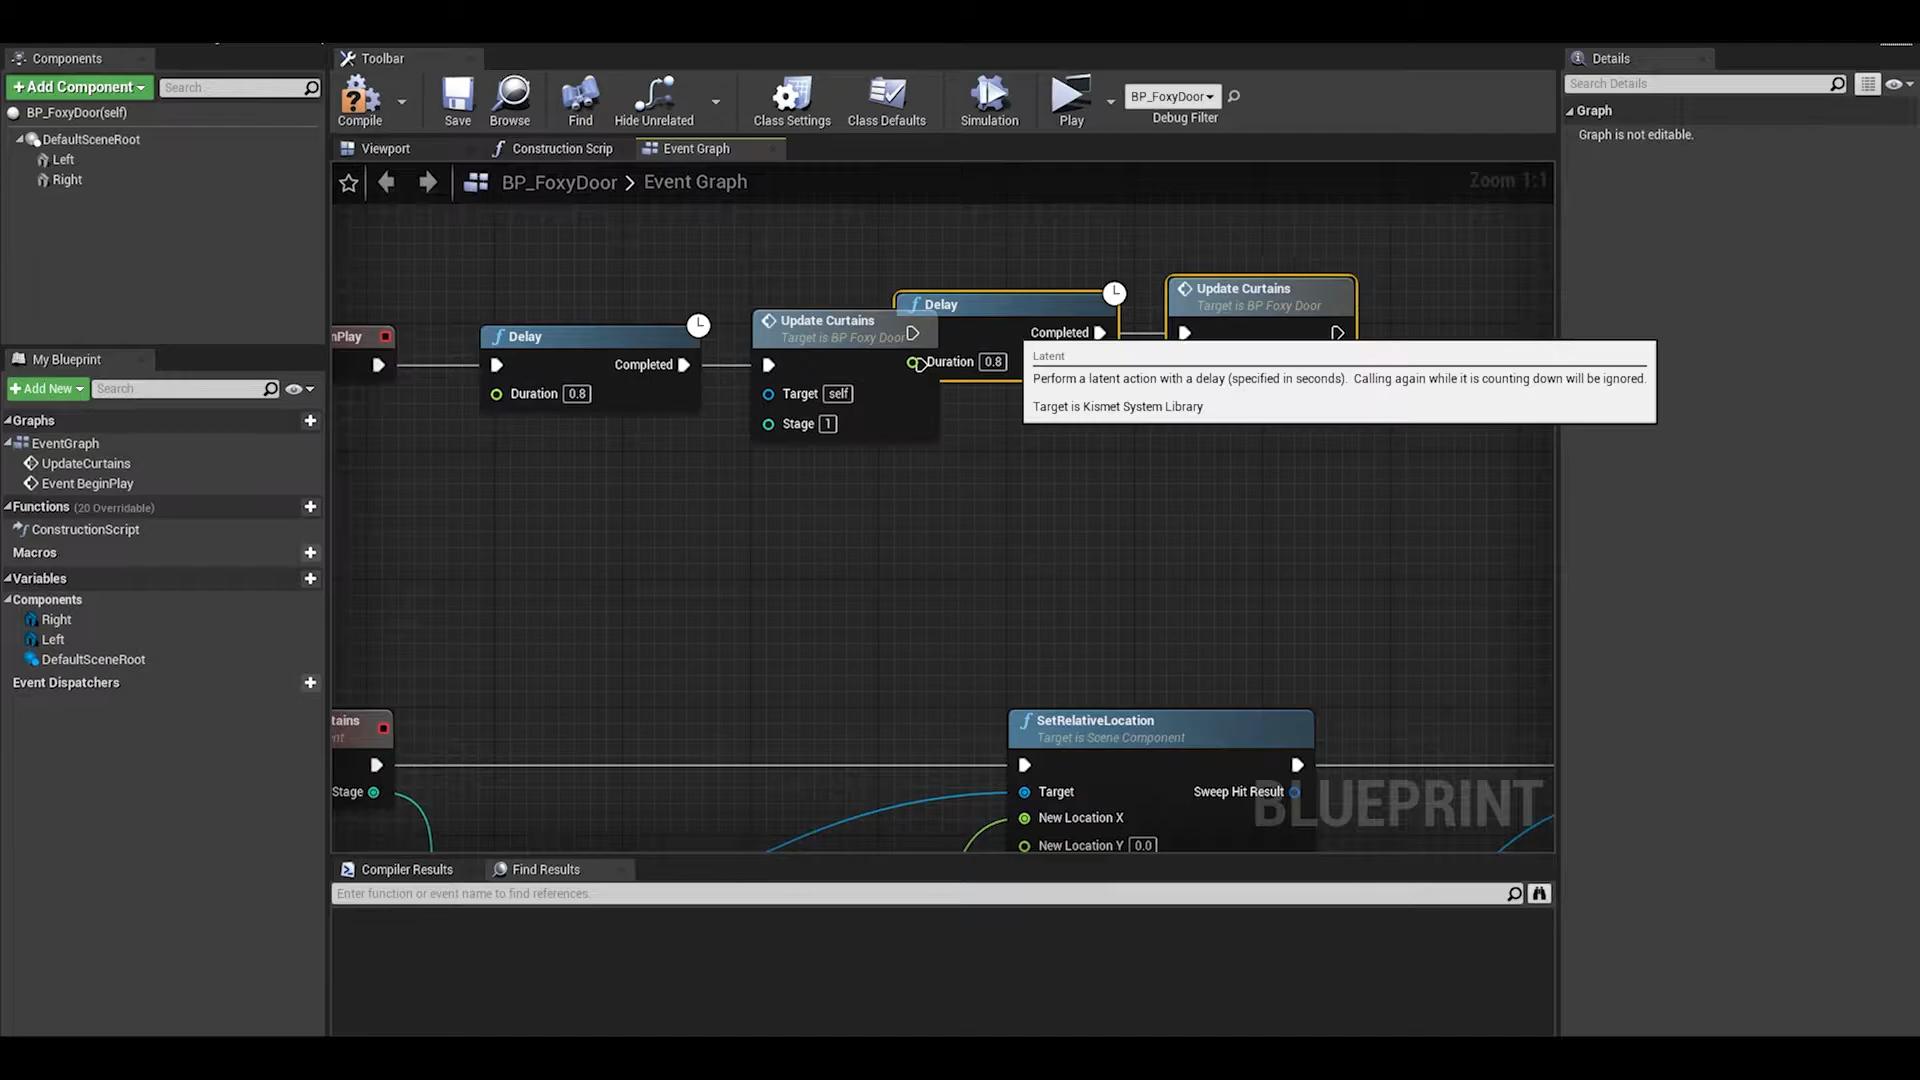 Components
Toolbar
Details
+Add Component
Search
Search Details
Compile
Save
Browse
Find
Hide Unrelated
Class Settings
Class Defaults
Simulation
Play
BP_FoxyDoor
Debug Filter
Graph
Graph is not editable.
BP_FoxyDoor(self)
DefaultSceneRoot
Left
Right
Viewport
Construction Scrip
Event Graph
BP_FoxyDoor > Event Graph
Zoom 1:1
nPlay
Delay
Completed
Duration 0.8
Update Curtains
Target is BP Foxy Door
Target self
Stage 1
Delay
Completed
Duration 0.8
Update Curtains
Target is BP Foxy Door
Latent
Perform a latent action with a delay (specified in seconds). Calling again while it is counting down will be ignored.
Target is Kismet System Library
My Blueprint
+Add New
Search
Graphs
EventGraph
UpdateCurtains
Event BeginPlay
Functions (20 Overridable)
ConstructionScript
Macros
Variables
Components
Right
Left
DefaultSceneRoot
Event Dispatchers
tains
nt
Stage
SetRelativeLocation
Target is Scene Component
Target
Sweep Hit Result
New Location X
New Location Y 0.0
BLUEPRINT
Compiler Results
Find Results
Enter function or event name to find references.